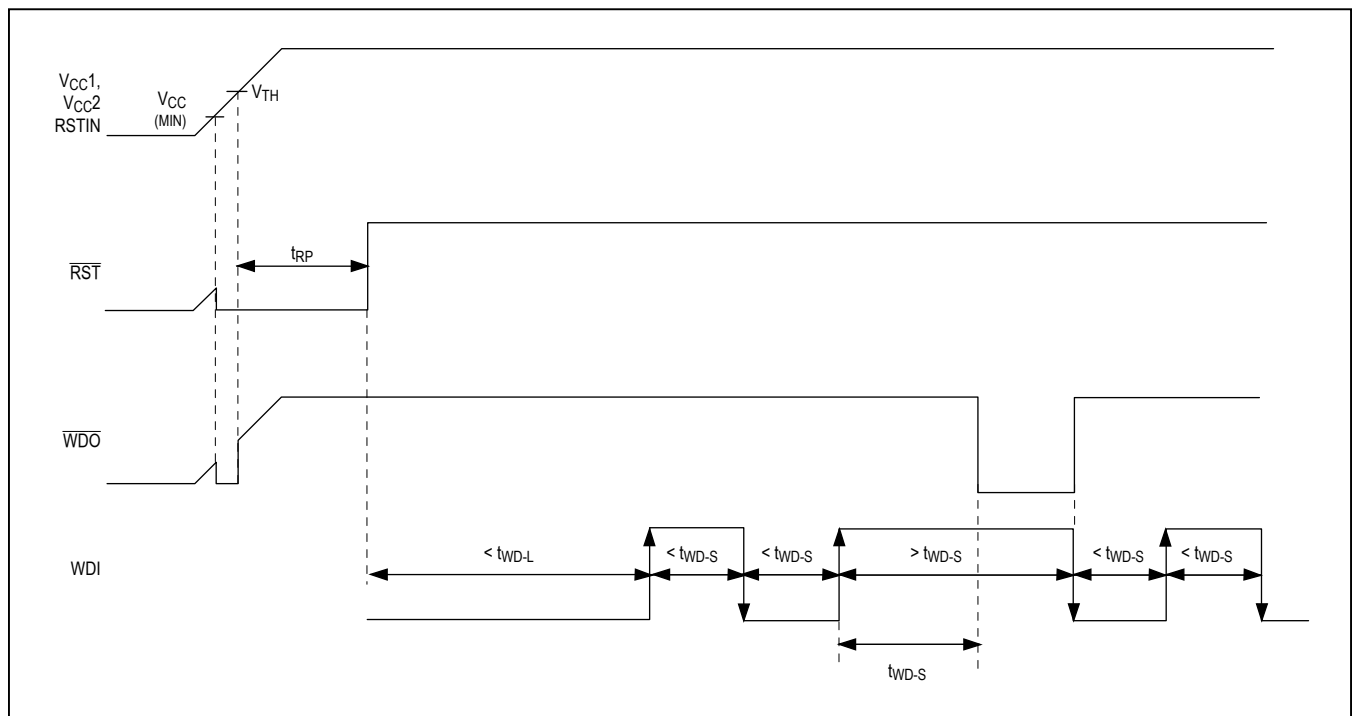 VCC1,
VCC2
RSTIN
VCC
(MIN)
VTH
tRP
RST
WDO
WDI
< tWD-L
< tWD-S
< tWD-S
> tWD-S
< tWD-S
< tWD-S
tWD-S